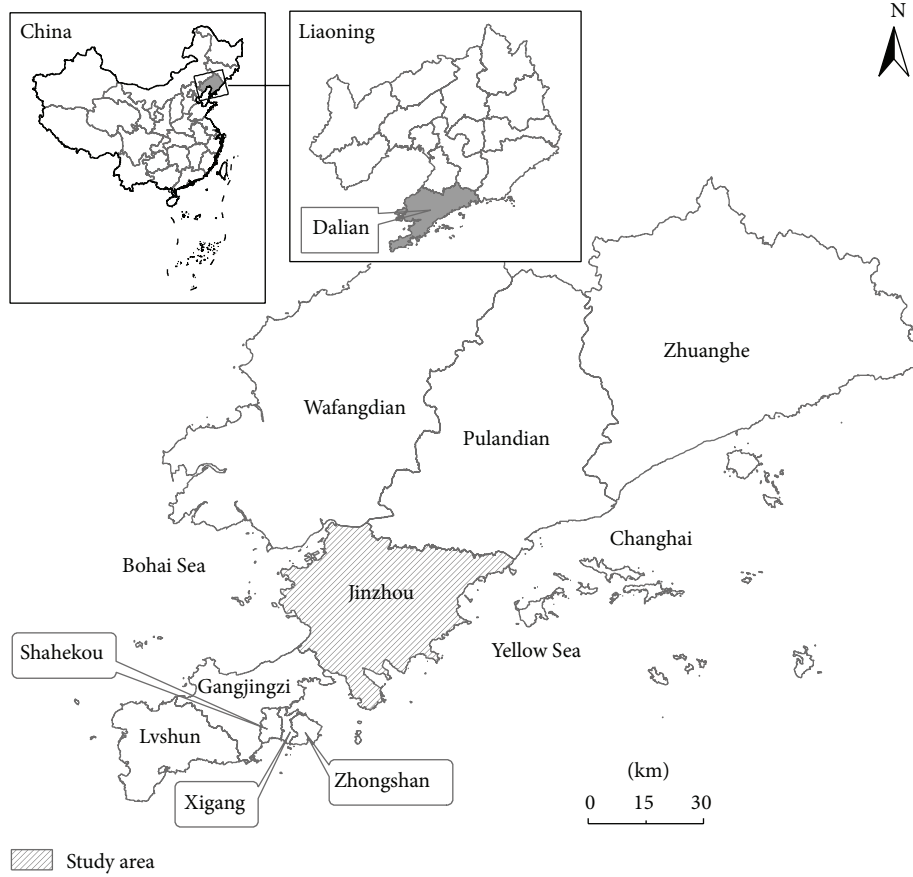 China
Liaoning
N
Dalian
Zhuanghe
Wafangdian
Pulandian
Changhai
Bohai Sea
Jinzhou
Shahekou
Yellow Sea
Gangjingzi
Lvshun
Zhongshan
Xigang
(km)
0 15 30
Study area